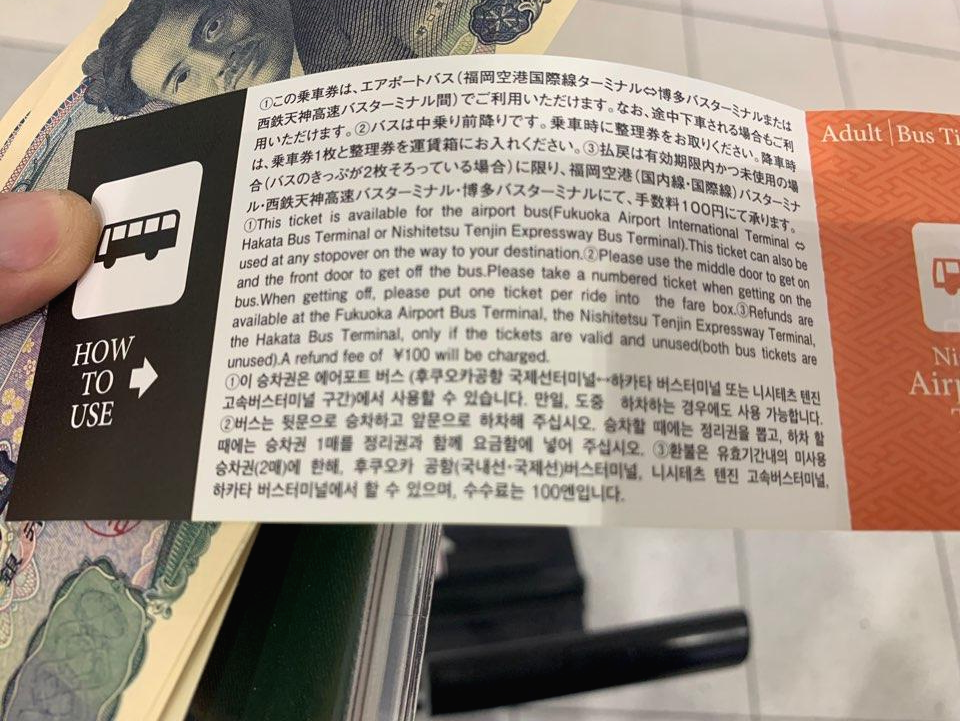 ①この乗車券は、エアポートバス(福岡空港国際線ターミナル⇔博多バスターミナルまたは
西鉄天神高速バスターミナル間)でご利用いただけます。なお、途中下車される場合もご利
用いただけます。②バスは中乗り前降りです。乗車時に整理券をお取りください。降車時
は、乗車券1枚と整理券を運賃箱にお入れください。③払戻は有効期限内かつ未使用の場
合(バスのきっぷが2枚そろっている場合)に限り、福岡空港(国内線・国際線)バスターミナ
ル・西鉄天神高速バスターミナル・博多バスターミナルにて、手数料100円にて承ります。
①This ticket is available for the airport bus(Fukuoka Airport International Terminal ⇔
Hakata Bus Terminal or Nishitetsu Tenjin Expressway Bus Terminal).This ticket can also be
used at any stopover on the way to your destination.②Please use the middle door to get on
and the front door to get off the bus.Please take a numbered ticket when getting on the
bus.When getting off, please put one ticket per ride into the fare box.③Refunds are
available at the Fukuoka Airport Bus Terminal, the Nishitetsu Tenjin Expressway Terminal,
the Hakata Bus Terminal, only if the tickets are valid and unused(both bus tickets are
unused).A refund fee of ¥100 will be charged.
①이 승차권은 에어포트 버스 (후쿠오카공항 국제선터미널↔하카타 버스터미널 또는 니시테츠 텐진
고속버스터미널 구간)에서 사용할 수 있습니다. 만일, 도중 하차하는 경우에도 사용 가능합니다.
②버스는 뒷문으로 승차하고 앞문으로 하차해 주십시오. 승차할 때에는 정리권을 뽑고, 하차 할
때에는 승차권 1매를 정리권과 함께 요금함에 넣어 주십시오. ③환불은 유효기간내의 미사용
승차권(2매)에 한해, 후쿠오카 공항(국내선·국제선)버스터미널, 니시테츠 텐진 고속버스터미널,
하카타 버스터미널에서 할 수 있으며, 수수료는 100엔입니다.
HOW
TO
USE
Adult | Bus Ti
Ni
Airp